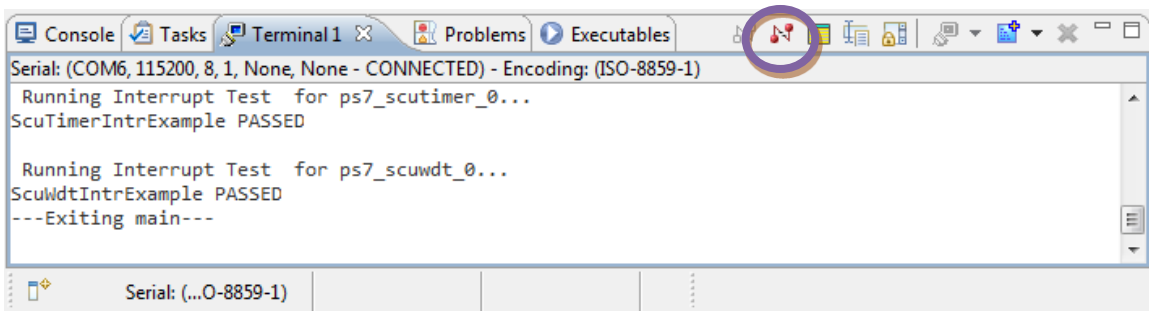 Console Tasks Terminal 1 Problems Executables
Serial: (COM6, 115200, 8, 1, None, None - CONNECTED) - Encoding: (ISO-8859-1)
Running Interrupt Test for ps7_scutimer_0...
ScuTimerIntrExample PASSED
Running Interrupt Test for ps7_scuwdt_0...
ScuWdtIntrExample PASSED
---Exiting main---
Serial: (...O-8859-1)